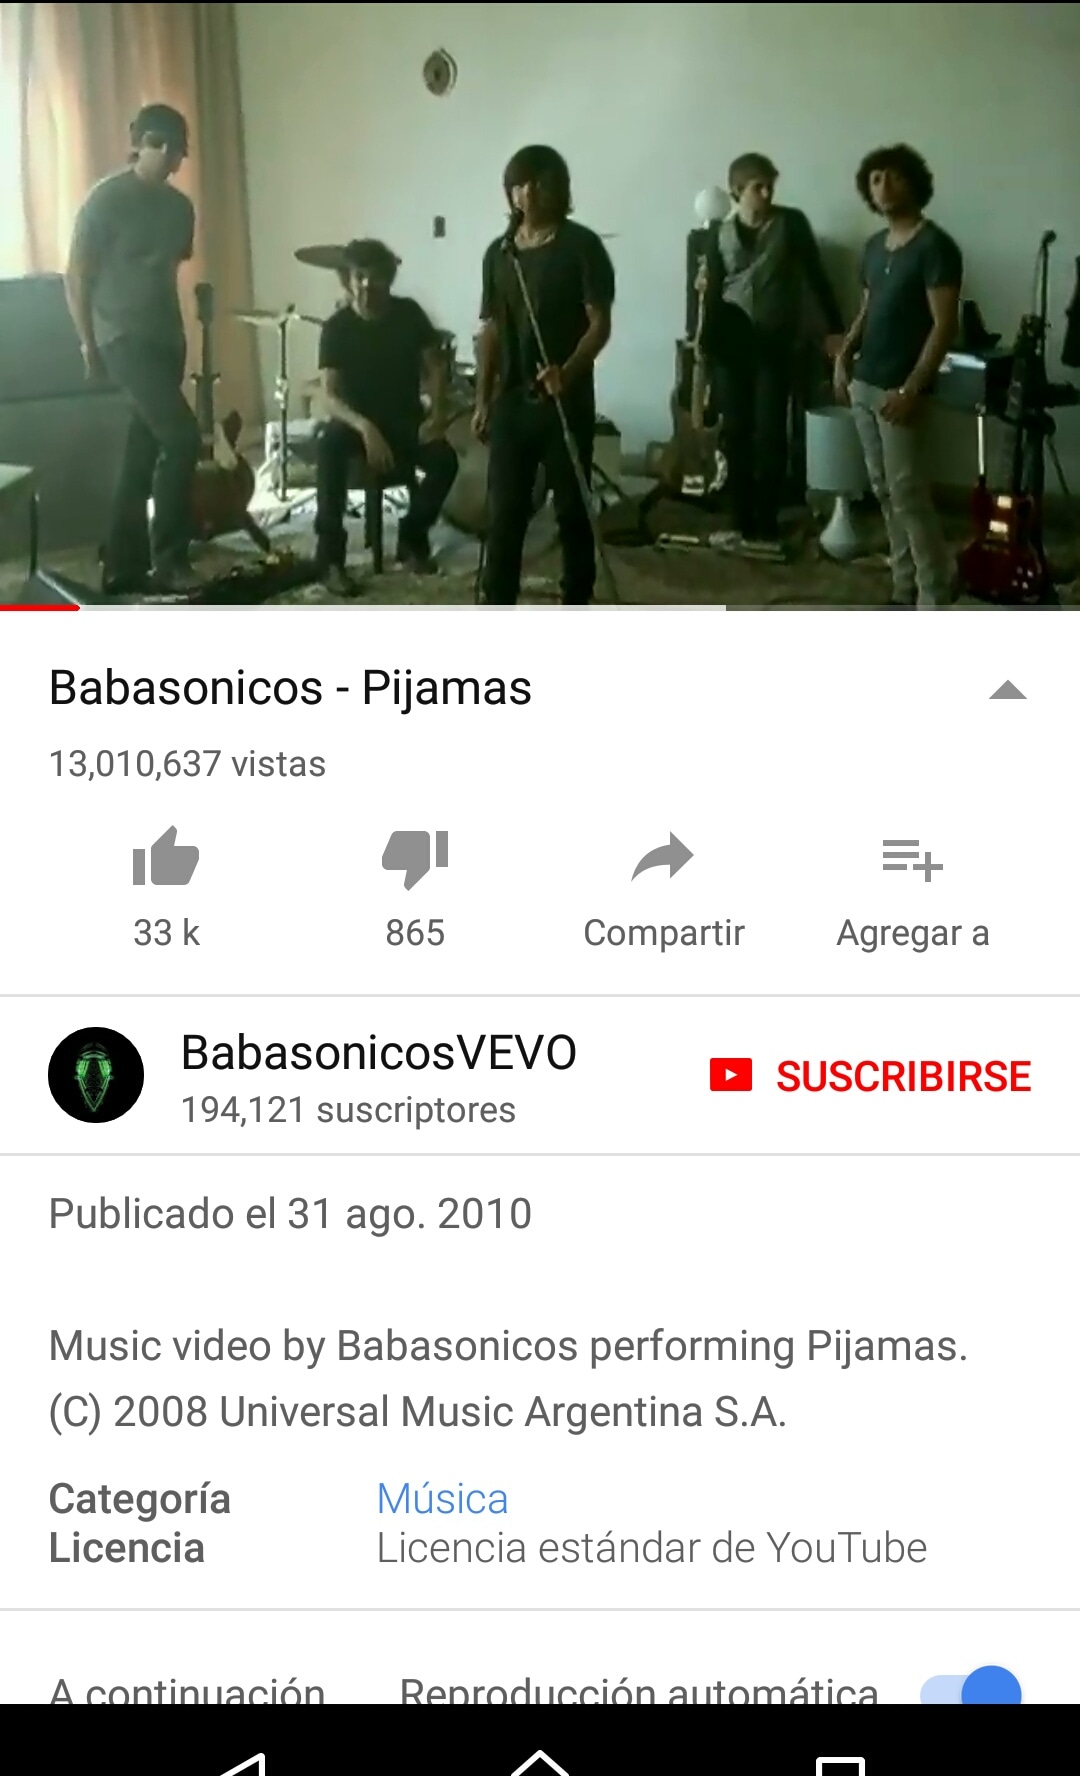 Babasonicos - Pijamas
13,010,637 vistas
33 k
865
Compartir
Agregar a
BabasonicosVEVO
SUSCRIBIRSE
194,121 suscriptores
Publicado el 31 ago. 2010
Music video by Babasonicos performing Pijamas.
(C) 2008 Universal Music Argentina S.A.
Categoría Música
Licencia Licencia estándar de YouTube
A continuación Reproducción automática